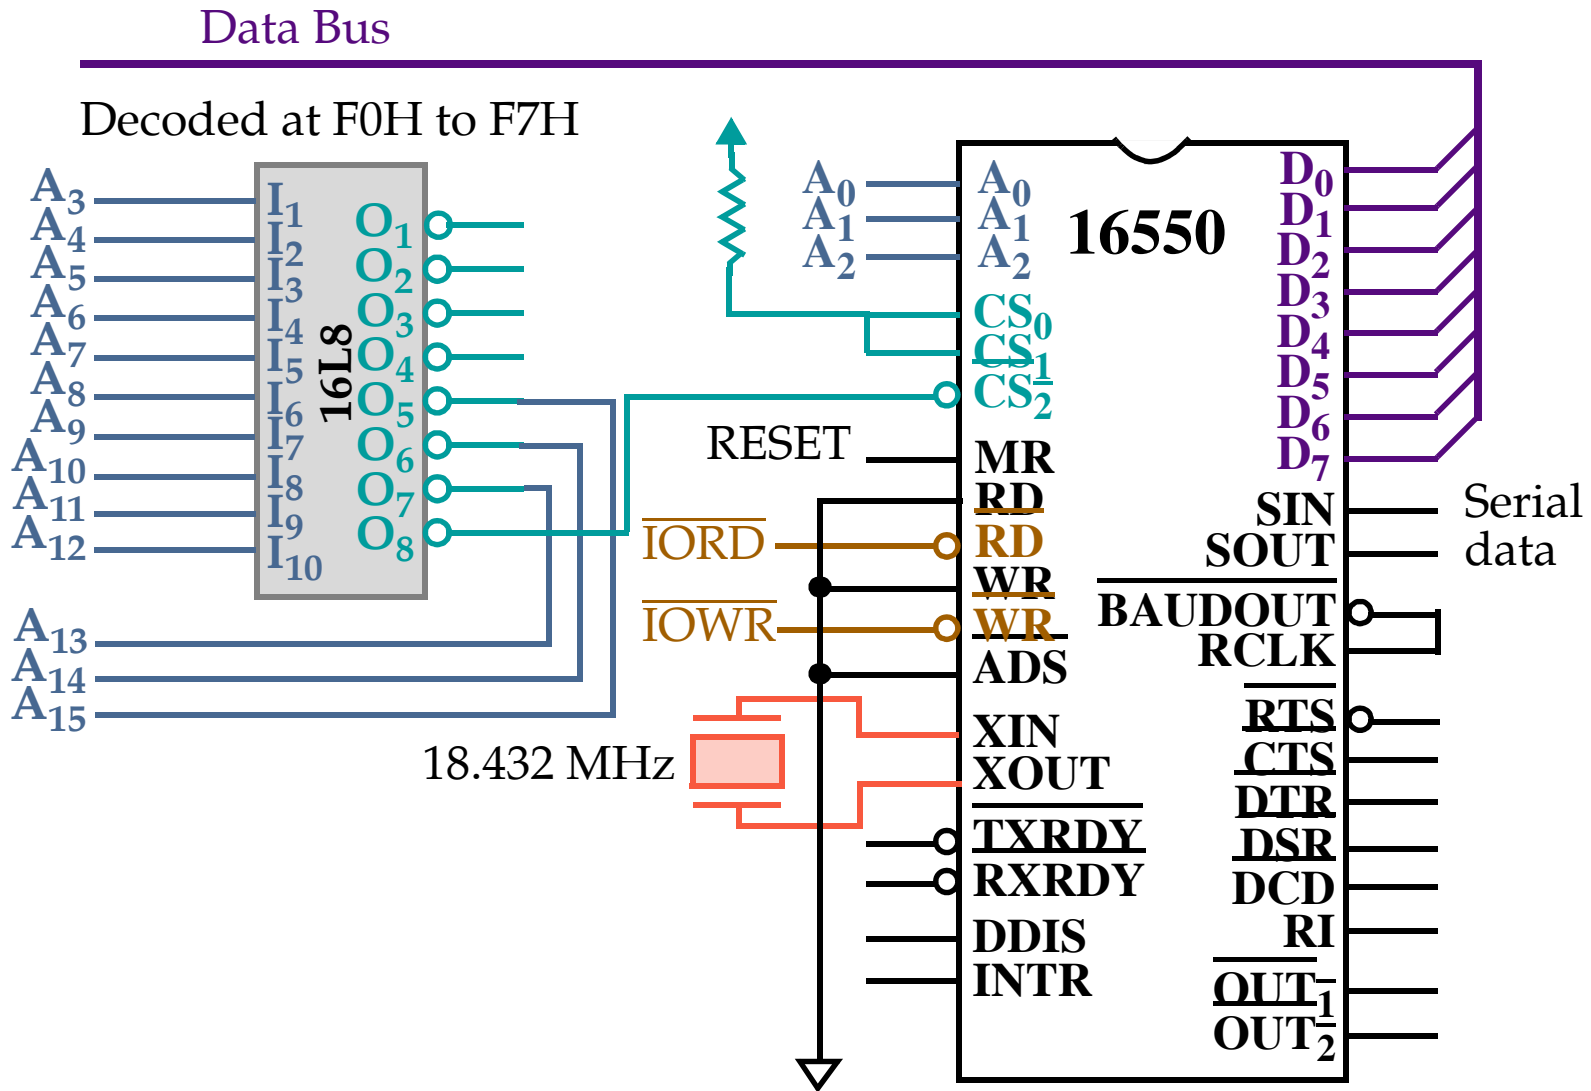 Data Bus
Decoded at F0H to F7H
A3
A4
A5
A6
A7
A8
A9
A10
A11
A12
A13
A14
A15
I1
I2
I3
I4
I5
I6
I7
I8
I9
I10
16L8
O1
O2
O3
O4
O5
O6
O7
O8
A0
A1
A2
RESET
IORD
IOWR
18.432 MHz
A0
A1
A2
CS0
CS1
CS2
MR
RD
RD
WR
WR
ADS
XIN
XOUT
TXRDY
RXRDY
DDIS
INTR
16550
D0
D1
D2
D3
D4
D5
D6
D7
SIN
SOUT
BAUDOUT
RCLK
RTS
CTS
DTR
DSR
DCD
RI
OUT1
OUT2
Serial
data